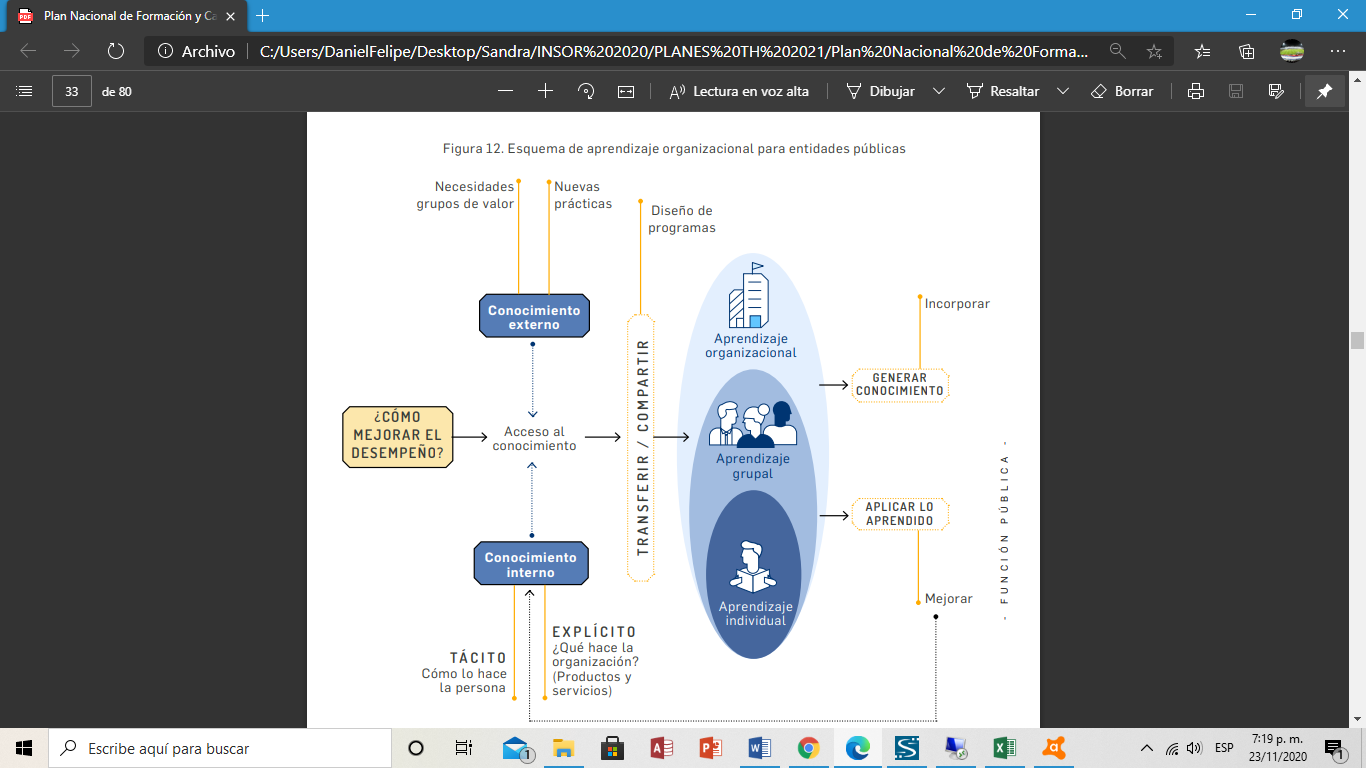 Plan Nacional de Formación y Ca
Archivo
C:/Users/DanielFelipe/Desktop/Sandra/INSOR%202020/PLANES%20TH%202021/Plan%20Nacional%20de%20Forma...
33
de 80
Lectura en voz alta
Dibujar
Resaltar
Borrar
Figura 12. Esquema de aprendizaje organizacional para entidades públicas
Necesidades
grupos de valor
Nuevas
prácticas
Diseño de
programas
Conocimiento
externo
Aprendizaje
organizacional
Incorporar
GENERAR
CONOCIMIENTO
¿CÓMO
MEJORAR EL
DESEMPEÑO?
Acceso al
conocimiento
TRANSFERIR / COMPARTIR
Aprendizaje
grupal
APLICAR LO
APRENDIDO
- FUNCIÓN PÚBLICA -
Conocimiento
interno
Aprendizaje
individual
Mejorar
TÁCITO
Cómo lo hace
la persona
EXPLÍCITO
¿Qué hace la
organización?
(Productos y
servicios)
Escribe aquí para buscar
1
ESP
7:19 p. m.
23/11/2020
1